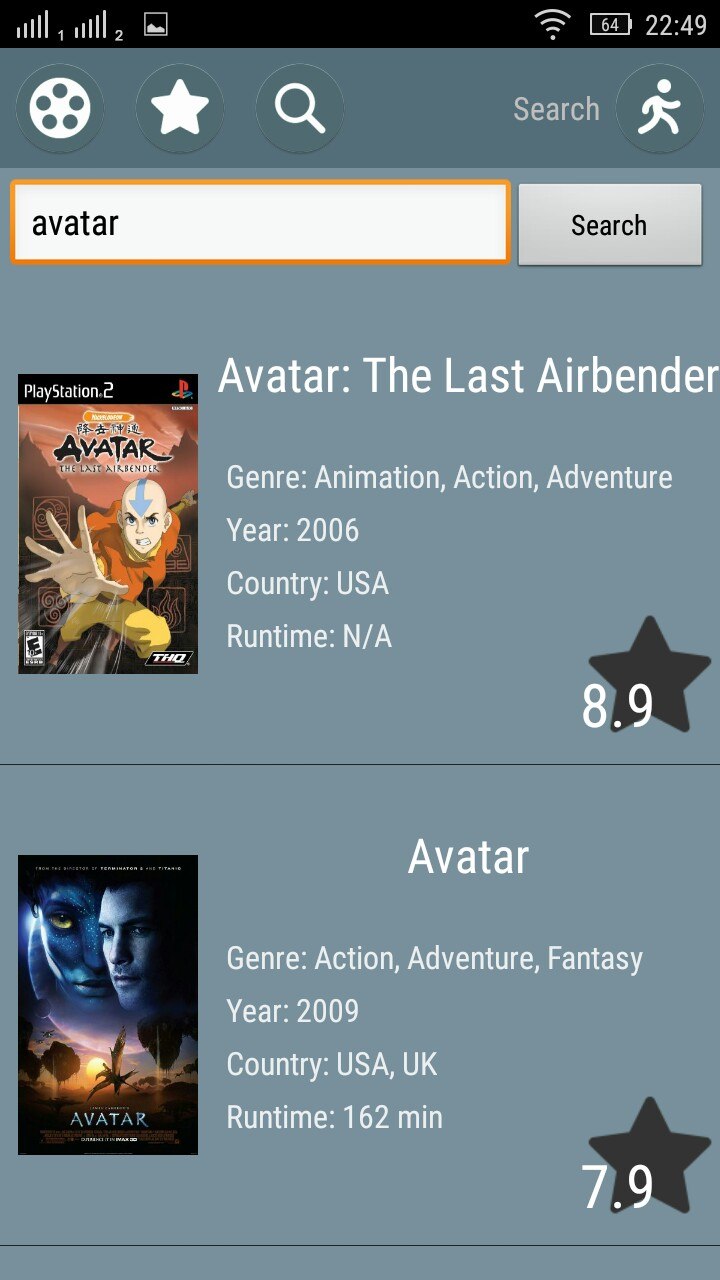 1 2 64 22:49
Search
avatar
Search
Avatar: The Last Airbender
PlayStation 2
NICKELODEON
降去神通
AVATAR
THE LAST AIRBENDER
THQ
Genre: Animation, Action, Adventure
Year: 2006
Country: USA
Runtime: N/A
8.9
Avatar
FROM THE DIRECTOR OF TERMINATOR 2 AND TITANIC
AVATAR
Genre: Action, Adventure, Fantasy
Year: 2009
Country: USA, UK
Runtime: 162 min
7.9